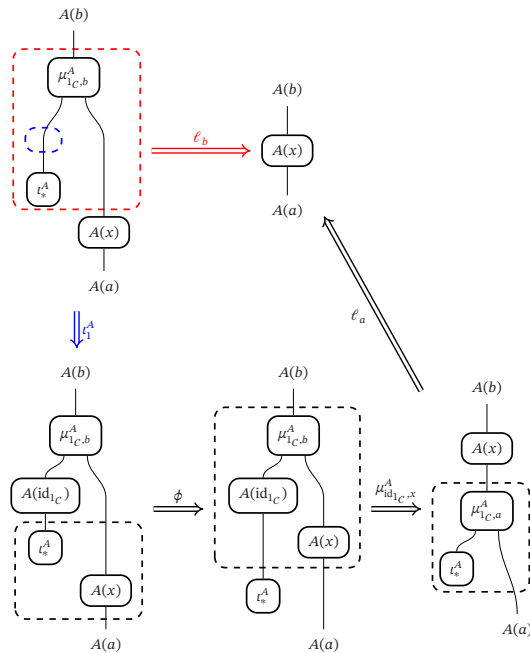 A(b)
μ^A_{1_C,b}
ι^A_*
A(x)
A(a)
ℓ_b
A(b)
A(x)
A(a)
ι^A_1
ℓ_a
A(b)
μ^A_{1_C,b}
A(id_{1_C})
ι^A_*
A(x)
A(a)
ϕ
A(b)
μ^A_{1_C,b}
A(id_{1_C})
A(x)
ι^A_*
A(a)
μ^A_{id_{1_C},x}
A(b)
A(x)
μ^A_{1_C,a}
ι^A_*
A(a)